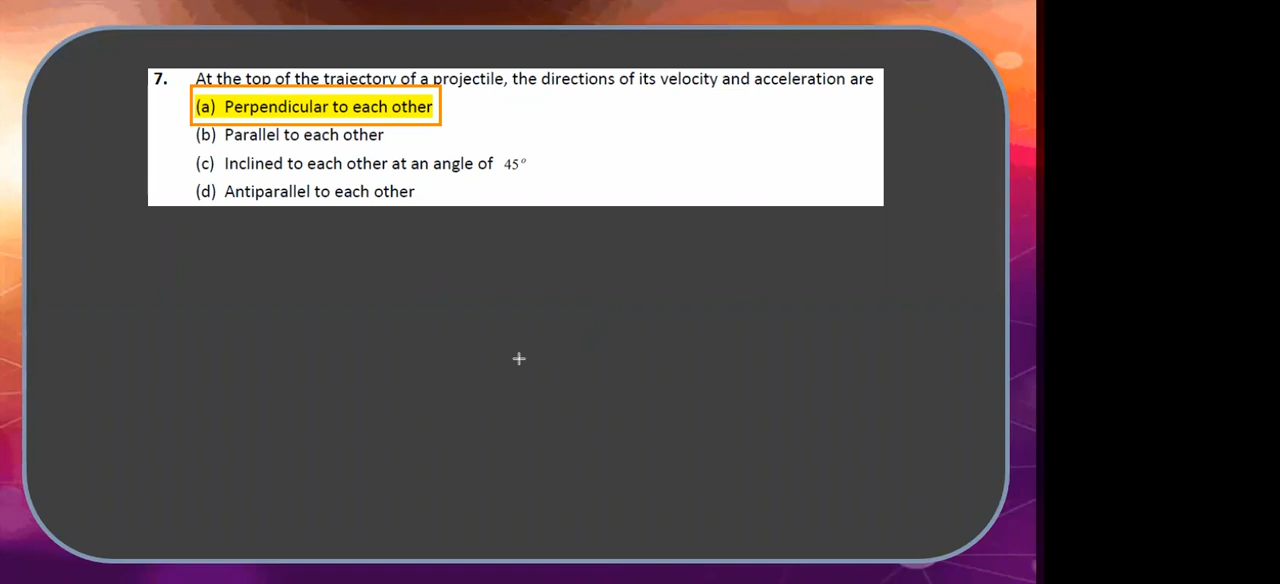 7. At the top of the trajectory of a projectile, the directions of its velocity and acceleration are
(a) Perpendicular to each other
(b) Parallel to each other
(c) Inclined to each other at an angle of 45°
(d) Antiparallel to each other